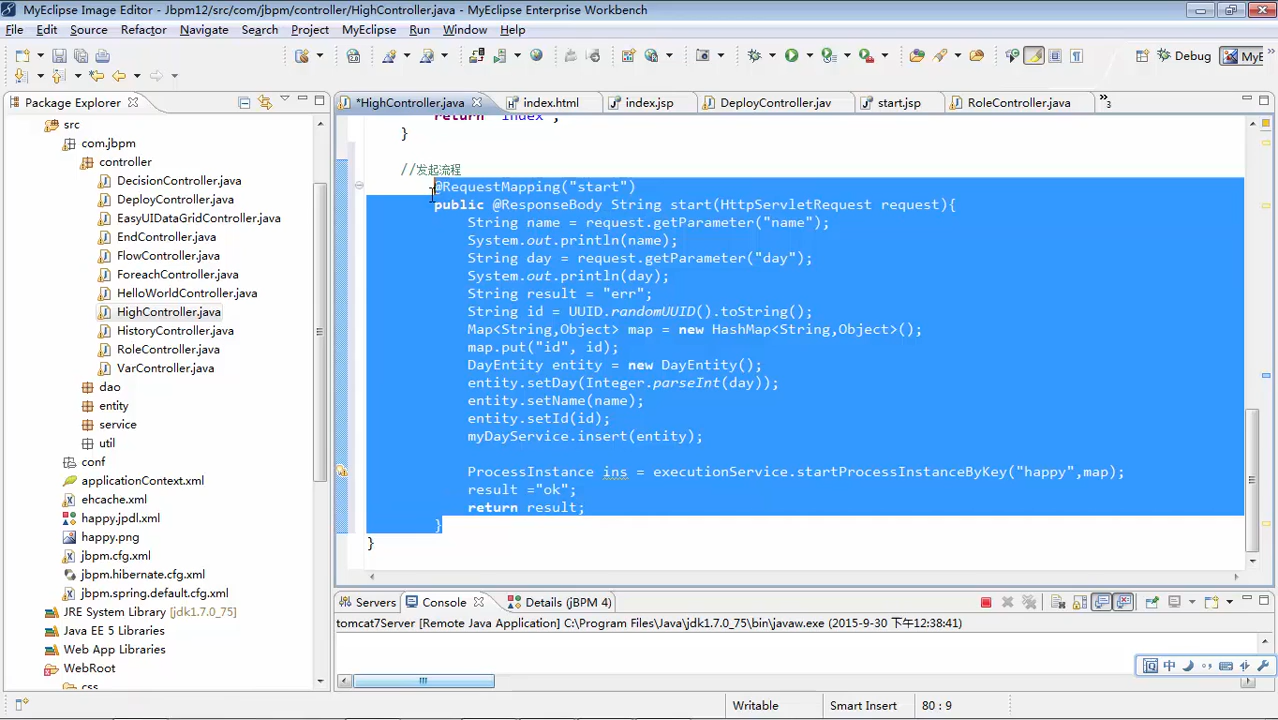 MyEclipse Image Editor - Jbpm12/src/com/jbpm/controller/HighController.java - MyEclipse Enterprise Workbench
File Edit Source Refactor Navigate Search Project MyEclipse Run Window Help
Debug MyE
Package Explorer
*HighController.java index.html index.jsp DeployController.jav start.jsp RoleController.java 3
src
com.jbpm
controller
DecisionController.java
DeployController.java
EasyUIDataGridController.java
EndController.java
FlowController.java
ForeachController.java
HelloWorldController.java
HighController.java
HistoryController.java
RoleController.java
VarController.java
dao
entity
service
util
conf
applicationContext.xml
ehcache.xml
happy.jpdl.xml
happy.png
jbpm.cfg.xml
jbpm.hibernate.cfg.xml
jbpm.spring.defult.cfg.xml
JRE System Library [jdk1.7.0_75]
Java EE 5 Libraries
Web App Libraries
WebRoot
css
return "index";
}
//发起流程
@RequestMapping("start")
public @ResponseBody String start(HttpServletRequest request){
String name = request.getParameter("name");
System.out.println(name);
String day = request.getParameter("day");
System.out.println(day);
String result = "err";
String id = UUID.randomUUID().toString();
Map<String,Object> map = new HashMap<String,Object>();
map.put("id", id);
DayEntity entity = new DayEntity();
entity.setDay(Integer.parseInt(day));
entity.setName(name);
entity.setId(id);
myDayService.insert(entity);
ProcessInstance ins = executionService.startProcessInstanceByKey("happy",map);
result ="ok";
return result;
}
}
Servers Console Details (jBPM 4)
tomcat7Server [Remote Java Application] C:\Program Files\Java\jdk1.7.0_75\bin\javaw.exe (2015-9-30 下午12:38:41)
中
Writable Smart Insert 80 : 9